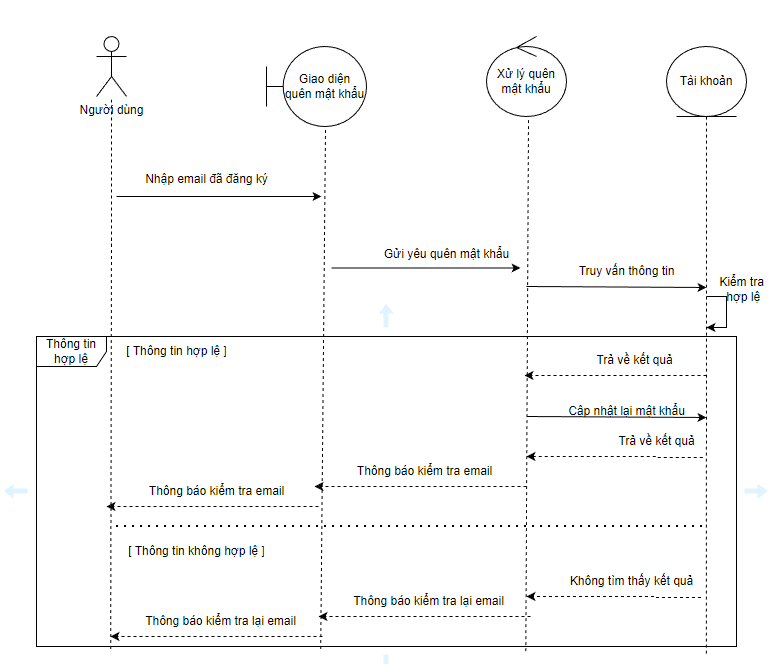 Giao diện
quên mật khẩu
Xử lý quên
mật khẩu
Tài khoản
Người dùng
Nhập email đã đăng ký
Gửi yêu quên mật khẩu
Truy vấn thông tin
Kiểm tra
hợp lệ
Thông tin
hợp lệ
[ Thông tin hợp lệ ]
Trả về kết quả
Cập nhật lại mật khẩu
Trả về kết quả
Thông báo kiểm tra email
Thông báo kiểm tra email
[ Thông tin không hợp lệ ]
Không tìm thấy kết quả
Thông báo kiểm tra lại email
Thông báo kiểm tra lại email